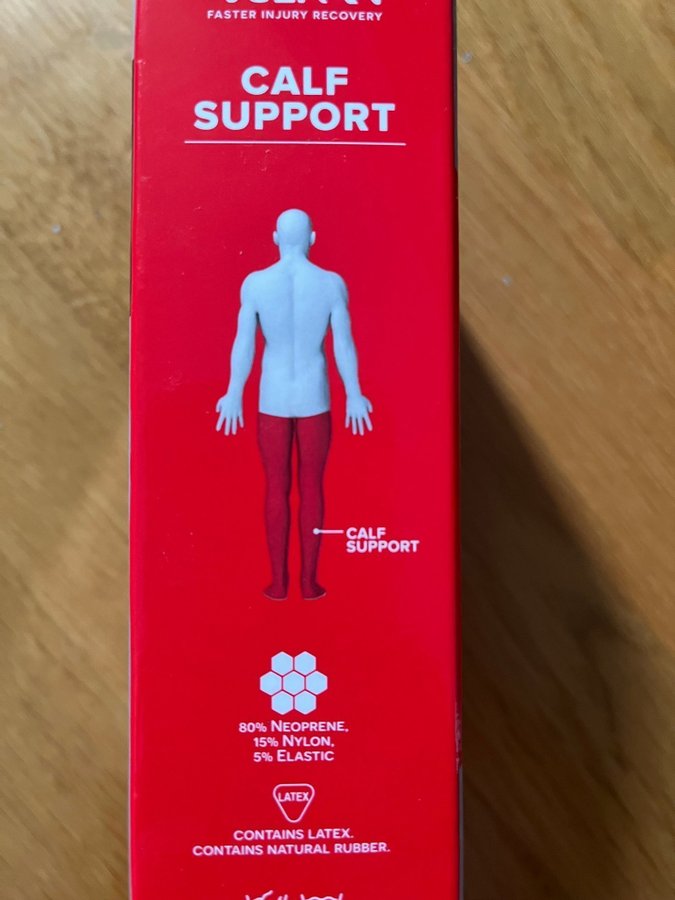 FASTER INJURY RECOVERY
CALF
SUPPORT
CALF
SUPPORT
80% NEOPRENE,
15% NYLON,
5% ELASTIC
LATEX
CONTAINS LATEX.
CONTAINS NATURAL RUBBER.